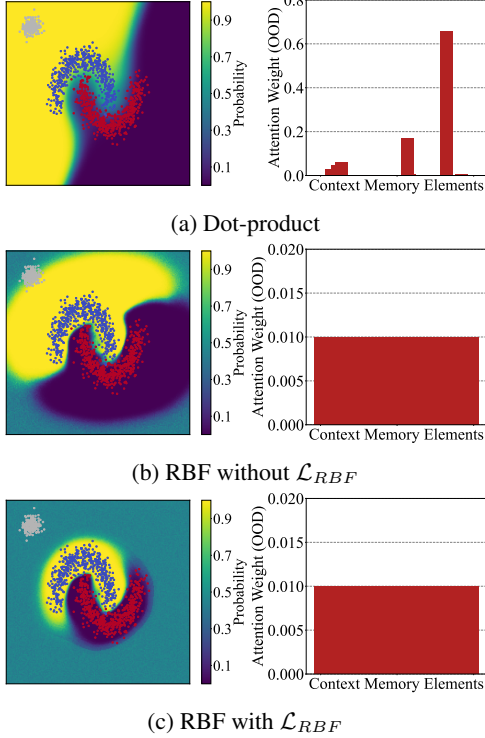 0.9
0.7
0.5
0.3
0.1
Probability
0.8
0.6
0.4
0.2
0.0
Attention Weight (OOD)
Context Memory Elements
(a) Dot-product
0.9
0.7
0.5
0.3
0.1
Probability
0.020
0.015
0.010
0.005
0.000
Attention Weight (OOD)
Context Memory Elements
(b) RBF without ℒ_RBF
0.9
0.7
0.5
0.3
0.1
Probability
0.020
0.015
0.010
0.005
0.000
Attention Weight (OOD)
Context Memory Elements
(c) RBF with ℒ_RBF